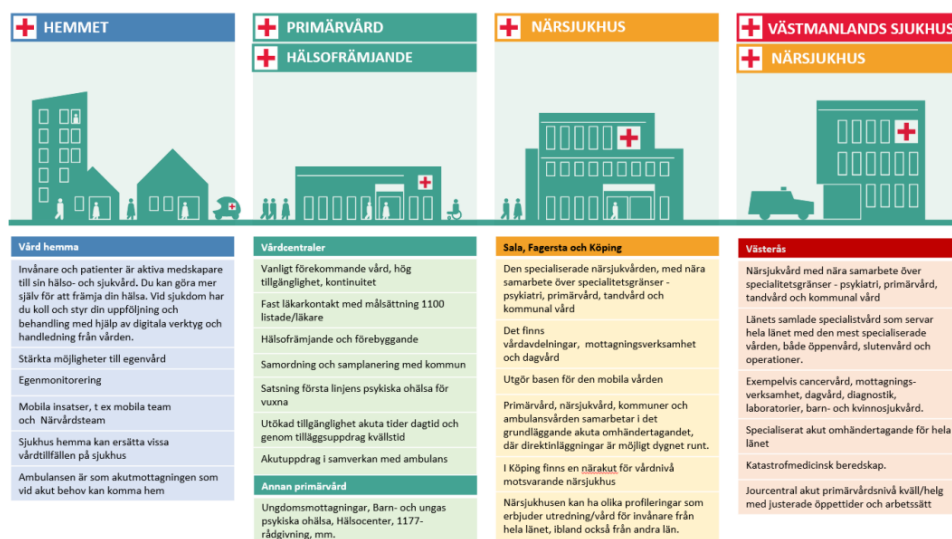 HEMMET
Vård hemma
Invånare och patienter är aktiva medskapare
till sin hälso- och sjukvård. Du kan göra mer
själv för att främja din hälsa. Vid sjukdom har
du koll och styr din uppföljning och
behandling med hjälp av digitala verktyg och
handledning från vården.
Stärkta möjligheter till egenvård
Egenmonitorering
Mobila insatser, t ex mobila team
och Närvårdsteam
Sjukhus hemma kan ersätta vissa
vårdtillfällen på sjukhus
Ambulansen är som akutmottagningen som
vid akut behov kan komma hem
PRIMÄRVÅRD
HÄLSOFRÄMJANDE
Vårdcentraler
Vanligt förekommande vård, hög
tillgänglighet, kontinuitet
Fast läkarkontakt med målsättning 1100
listade/läkare
Hälsofrämjande och förebyggande
Samordning och samplanering med kommun
Satsning första linjens psykiska ohälsa för
vuxna
Utökad tillgänglighet akuta tider dagtid och
genom tilläggsuppdrag kvällstid
Akutuppdrag i samverkan med ambulans
Annan primärvård
Ungdomsmottagningar, Barn- och ungas
psykiska ohälsa, Hälsocenter, 1177-
rådgivning, mm.
NÄRSJUKHUS
Sala, Fagersta och Köping
Den specialiserade närsjukvården, med nära
samarbete över specialitetsgränser -
psykiatri, primärvård, tandvård och
kommunal vård
Det finns
vårdavdelningar, mottagningsverksamhet
och dagvård
Utgör basen för den mobila vården
Primärvård, närsjukvård, kommuner och
ambulansvården samarbetar i det
grundläggande akuta omhändertagandet,
där direktinläggningar är möjligt dygnet runt.
I Köping finns en närakut för vårdnivå
motsvarande närsjukhus
Närsjukhusen kan ha olika profileringar som
erbjuder utredning/vård för invånare från
hela länet, ibland också från andra län.
VÄSTMANLANDS SJUKHUS
NÄRSJUKHUS
Västerås
Närsjukvård med nära samarbete över
specialitetsgränser - psykiatri, primärvård,
tandvård och kommunal vård
Länets samlade specialistvård som servar
hela länet med den mest specialiserade
vården, både öppenvård, slutenvård och
operationer.
Exempelvis cancervård, mottagnings-
verksamhet, dagvård, diagnostik,
laboratorier, barn- och kvinnosjukvård.
Specialiserat akut omhändertagande för hela
länet
Katastrofmedicinsk beredskap.
Jourcentral akut primärvårdsnivå kväll/helg
med justerade öppettider och arbetssätt